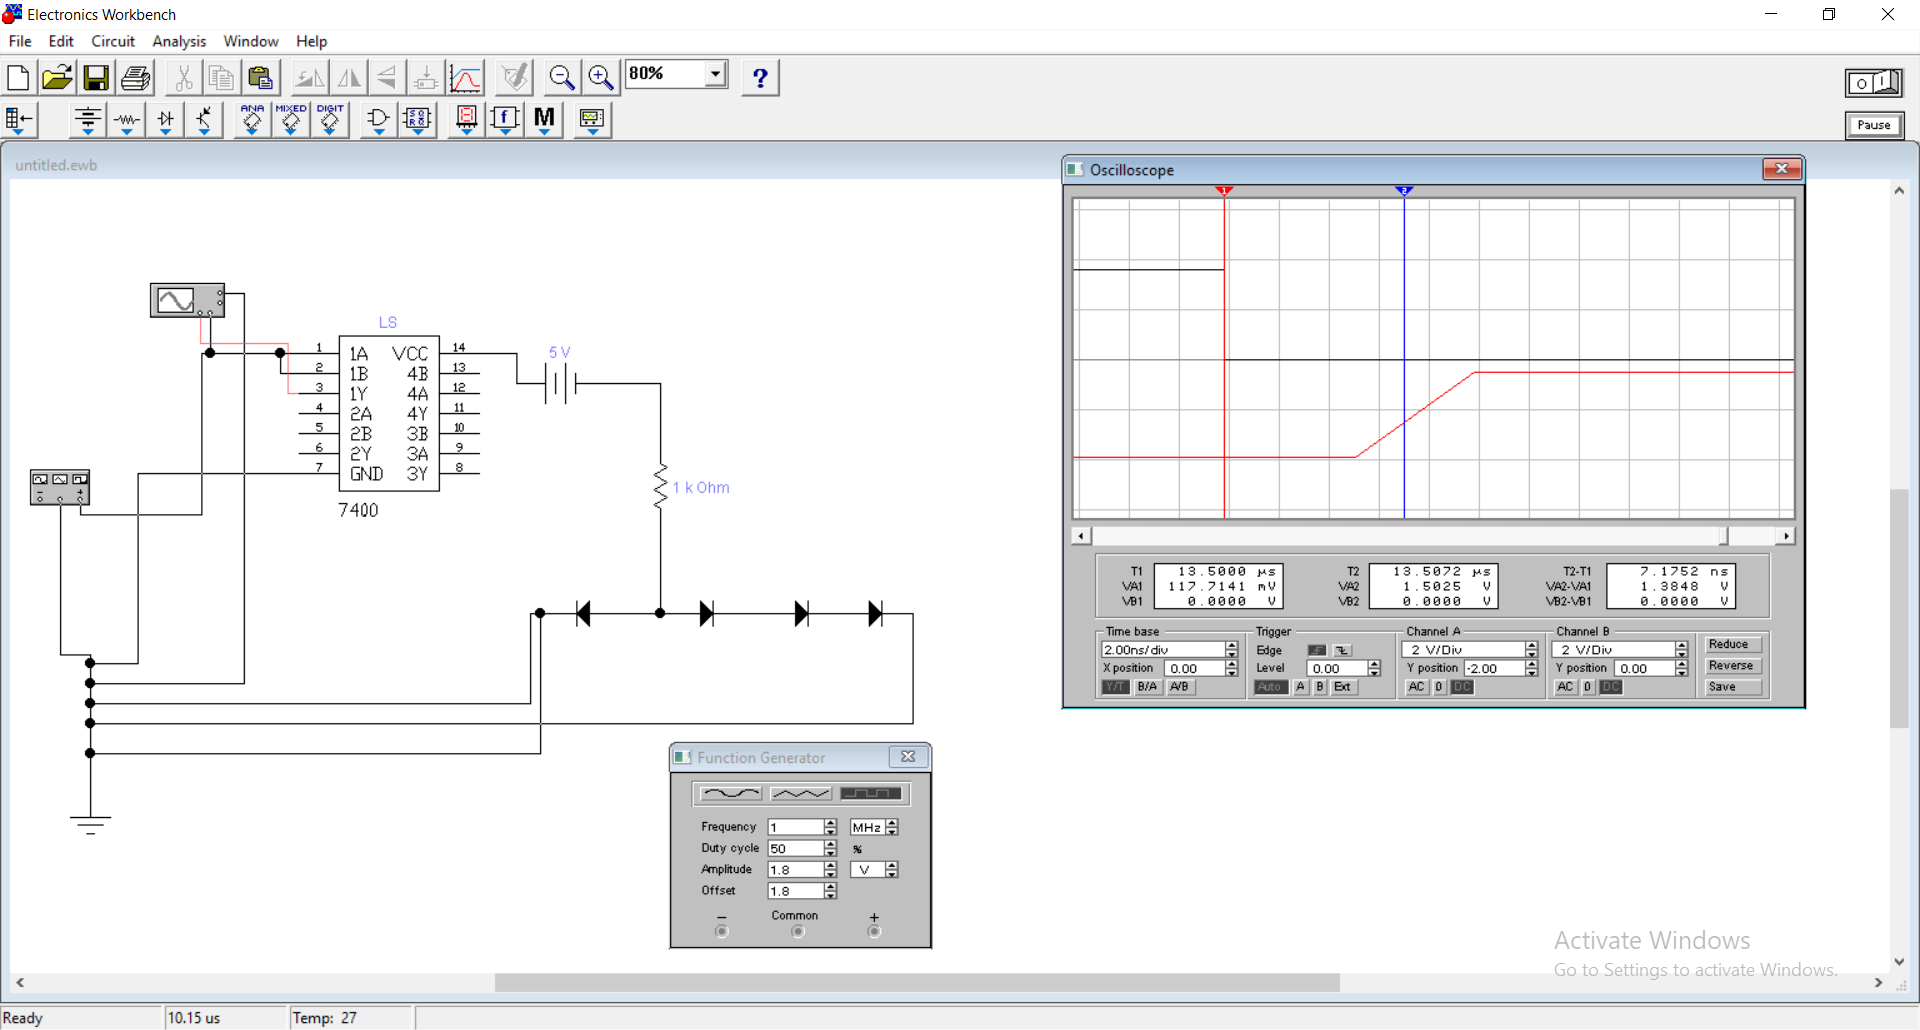 Electronics Workbench
File Edit Circuit Analysis Window Help
80%
?
ANA MIXED DIGIT
M
Pause
untitled.ewb
LS
1 1A VCC 14
2 1B 4B 13
3 1Y 4A 12
4 2A 4Y 11
5 2B 3B 10
6 2Y 3A 9
7 GND 3Y 8
7400
5 V
1 k Ohm
Oscilloscope
1 2
T1 13.5000 µs T2 13.5072 µs T2-T1 7.1752 ns
VA1 117.7141 mV VA2 1.5025 V VA2-VA1 1.3848 V
VB1 0.0000 V VB2 0.0000 V VB2-VB1 0.0000 V
Time base Trigger Channel A Channel B
2.00ns/div Edge 2 V/Div 2 V/Div Reduce
X position 0.00 Level 0.00 Y position -2.00 Y position 0.00 Reverse
Y/T B/A A/B Auto A B Ext AC 0 DC AC 0 DC Save
Function Generator
Frequency 1 MHz
Duty cycle 50 %
Amplitude 1.8 V
Offset 1.8
− Common +
Activate Windows
Go to Settings to activate Windows.
Ready 10.15 us Temp: 27